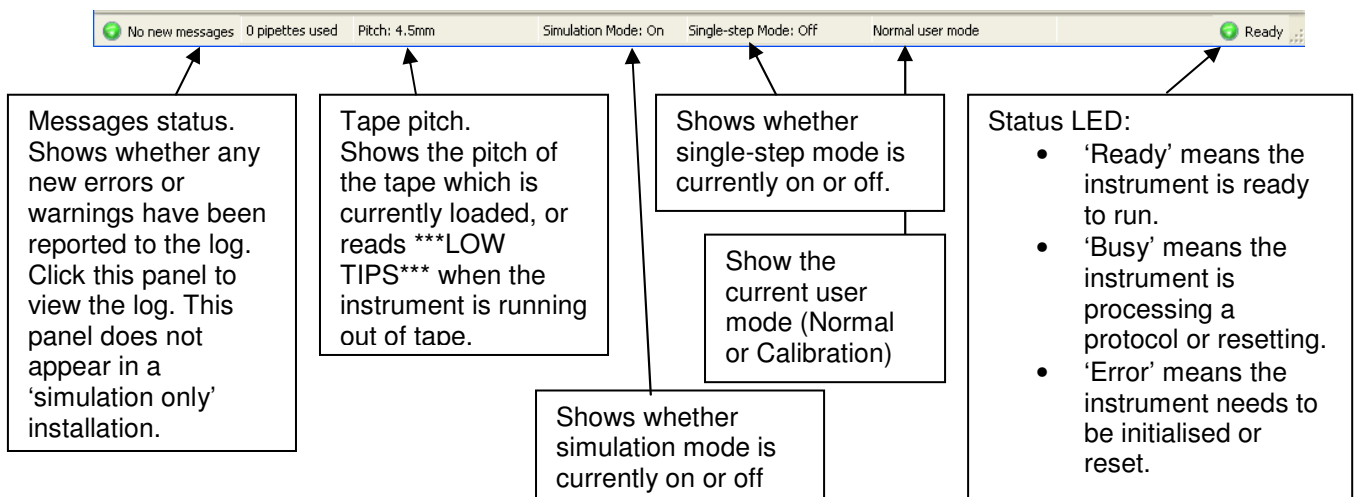 No new messages 0 pipettes used Pitch: 4.5mm Simulation Mode: On Single-step Mode: Off Normal user mode Ready
Messages status.
Shows whether any
new errors or
warnings have been
reported to the log.
Click this panel to
view the log. This
panel does not
appear in a
‘simulation only’
installation.
Tape pitch.
Shows the pitch of
the tape which is
currently loaded, or
reads ***LOW
TIPS*** when the
instrument is running
out of tape.
Shows whether
simulation mode is
currently on or off
Shows whether
single-step mode is
currently on or off.
Show the
current user
mode (Normal
or Calibration)
Status LED:
• ‘Ready’ means the
instrument is ready
to run.
• ‘Busy’ means the
instrument is
processing a
protocol or resetting.
• ‘Error’ means the
instrument needs to
be initialised or
reset.